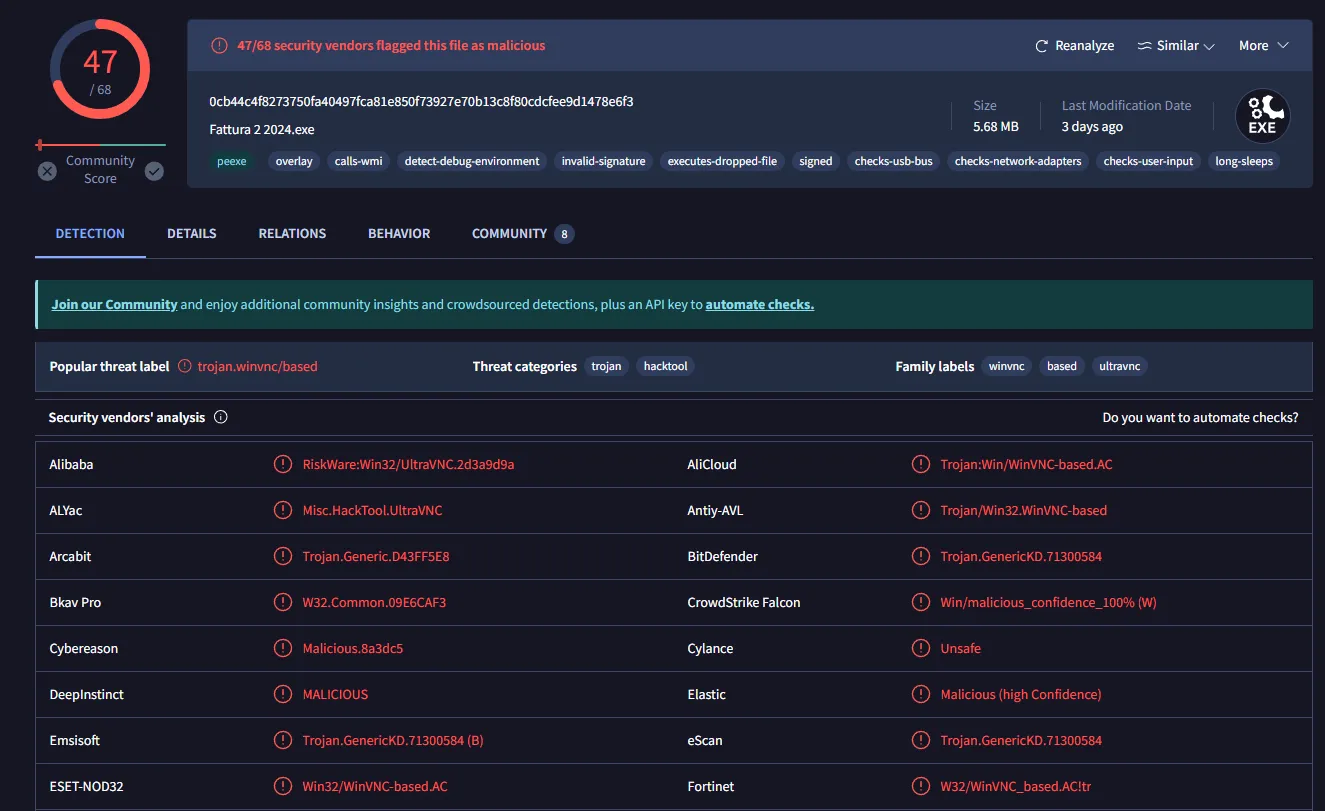 47
/ 68
Community
Score
47/68 security vendors flagged this file as malicious
Reanalyze Similar More
0cb44c4f8273750fa40497fca81e850f73927e70b13c8f80cdcfee9d1478e6f3
Fattura 2 2024.exe
Size
5.68 MB
Last Modification Date
3 days ago
EXE
peexe overlay calls-wmi detect-debug-environment invalid-signature executes-dropped-file signed checks-usb-bus checks-network-adapters checks-user-input long-sleeps
DETECTION DETAILS RELATIONS BEHAVIOR COMMUNITY 8
Join our Community and enjoy additional community insights and crowdsourced detections, plus an API key to automate checks.
Popular threat label trojan.winvnc/based Threat categories trojan hacktool Family labels winvnc based ultravnc
Security vendors' analysis Do you want to automate checks?
Alibaba RiskWare:Win32/UltraVNC.2d3a9d9a AliCloud Trojan:Win/WinVNC-based.AC
ALYac Misc.HackTool.UltraVNC Antiy-AVL Trojan/Win32.WinVNC-based
Arcabit Trojan.Generic.D43FF5E8 BitDefender Trojan.GenericKD.71300584
Bkav Pro W32.Common.09E6CAF3 CrowdStrike Falcon Win/malicious_confidence_100% (W)
Cybereason Malicious.8a3dc5 Cylance Unsafe
DeepInstinct MALICIOUS Elastic Malicious (high Confidence)
Emsisoft Trojan.GenericKD.71300584 (B) eScan Trojan.GenericKD.71300584
ESET-NOD32 Win32/WinVNC-based.AC Fortinet W32/WinVNC_based.AC!tr